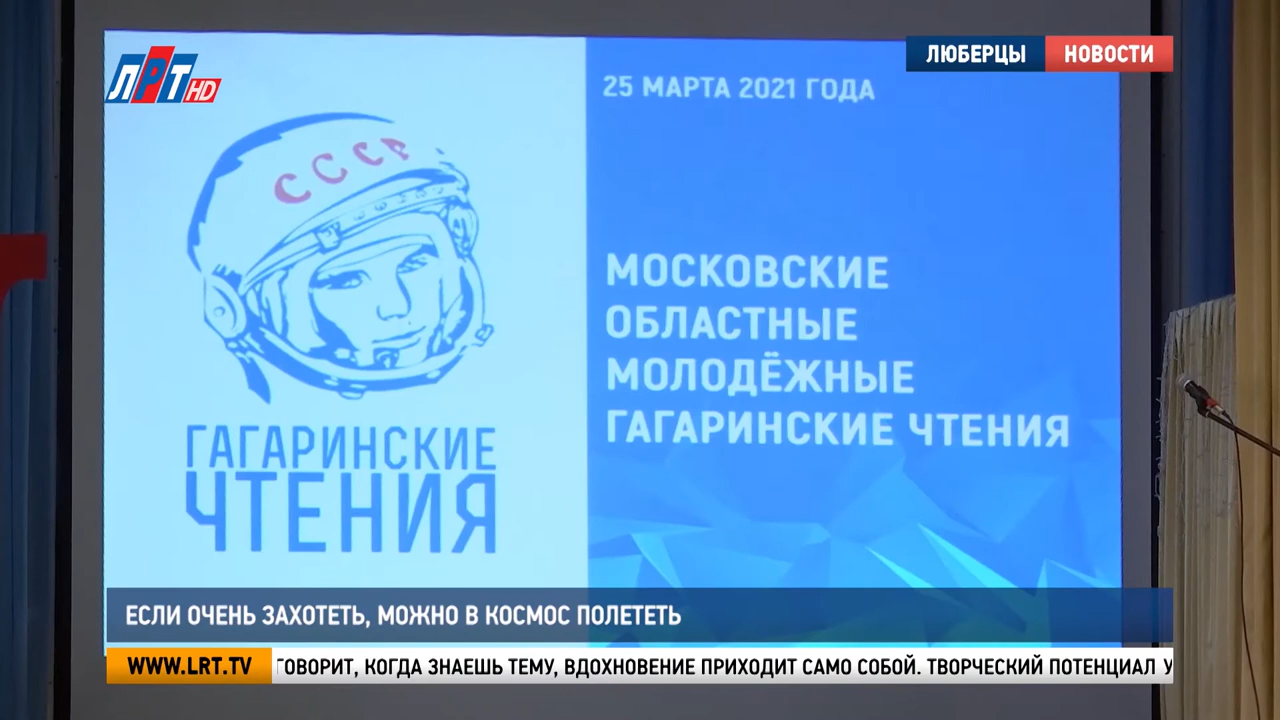 ЛРТ HD
ЛЮБЕРЦЫ НОВОСТИ
25 МАРТА 2021 ГОДА
СССР
МОСКОВСКИЕ
ОБЛАСТНЫЕ
МОЛОДЁЖНЫЕ
ГАГАРИНСКИЕ ЧТЕНИЯ
ГАГАРИНСКИЕ
ЧТЕНИЯ
ЕСЛИ ОЧЕНЬ ЗАХОТЕТЬ, МОЖНО В КОСМОС ПОЛЕТЕТЬ
WWW.LRT.TV ГОВОРИТ, КОГДА ЗНАЕШЬ ТЕМУ, ВДОХНОВЕНИЕ ПРИХОДИТ САМО СОБОЙ. ТВОРЧЕСКИЙ ПОТЕНЦИАЛ У